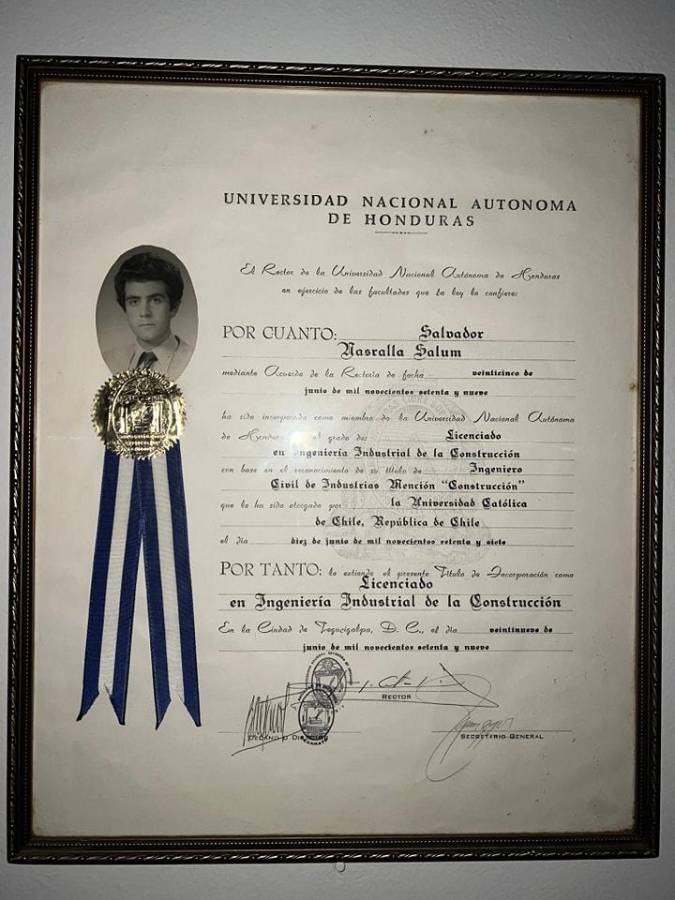 UNIVERSIDAD NACIONAL AUTONOMA
DE HONDURAS
El Rector de la Universidad Nacional Autónoma de Honduras
en ejercicio de las facultades que la ley le confiere:
POR CUANTO: Salvador
Nasralla Salum
mediante Acuerdo de la Rectoría de fecha veinticinco de
junio de mil novecientos setenta y nueve
ha sido incorporado como miembro de la Universidad Nacional Autónoma
de Honduras el grado de: Licenciado
en Ingeniería Industrial de la Construcción
con base en el reconocimiento de su título de Ingeniero
Civil de Industrias Mención "Construcción"
que le ha sido otorgado por la Universidad Católica
de Chile, República de Chile
el día diez de junio de mil novecientos setenta y siete
POR TANTO: le extiende el presente Título de Incorporación como
Licenciado
en Ingeniería Industrial de la Construcción
En la Ciudad de Tegucigalpa, D. C., el día veintinueve de
junio de mil novecientos setenta y nueve
RECTOR
DECANO O
SECRETARIO GENERAL